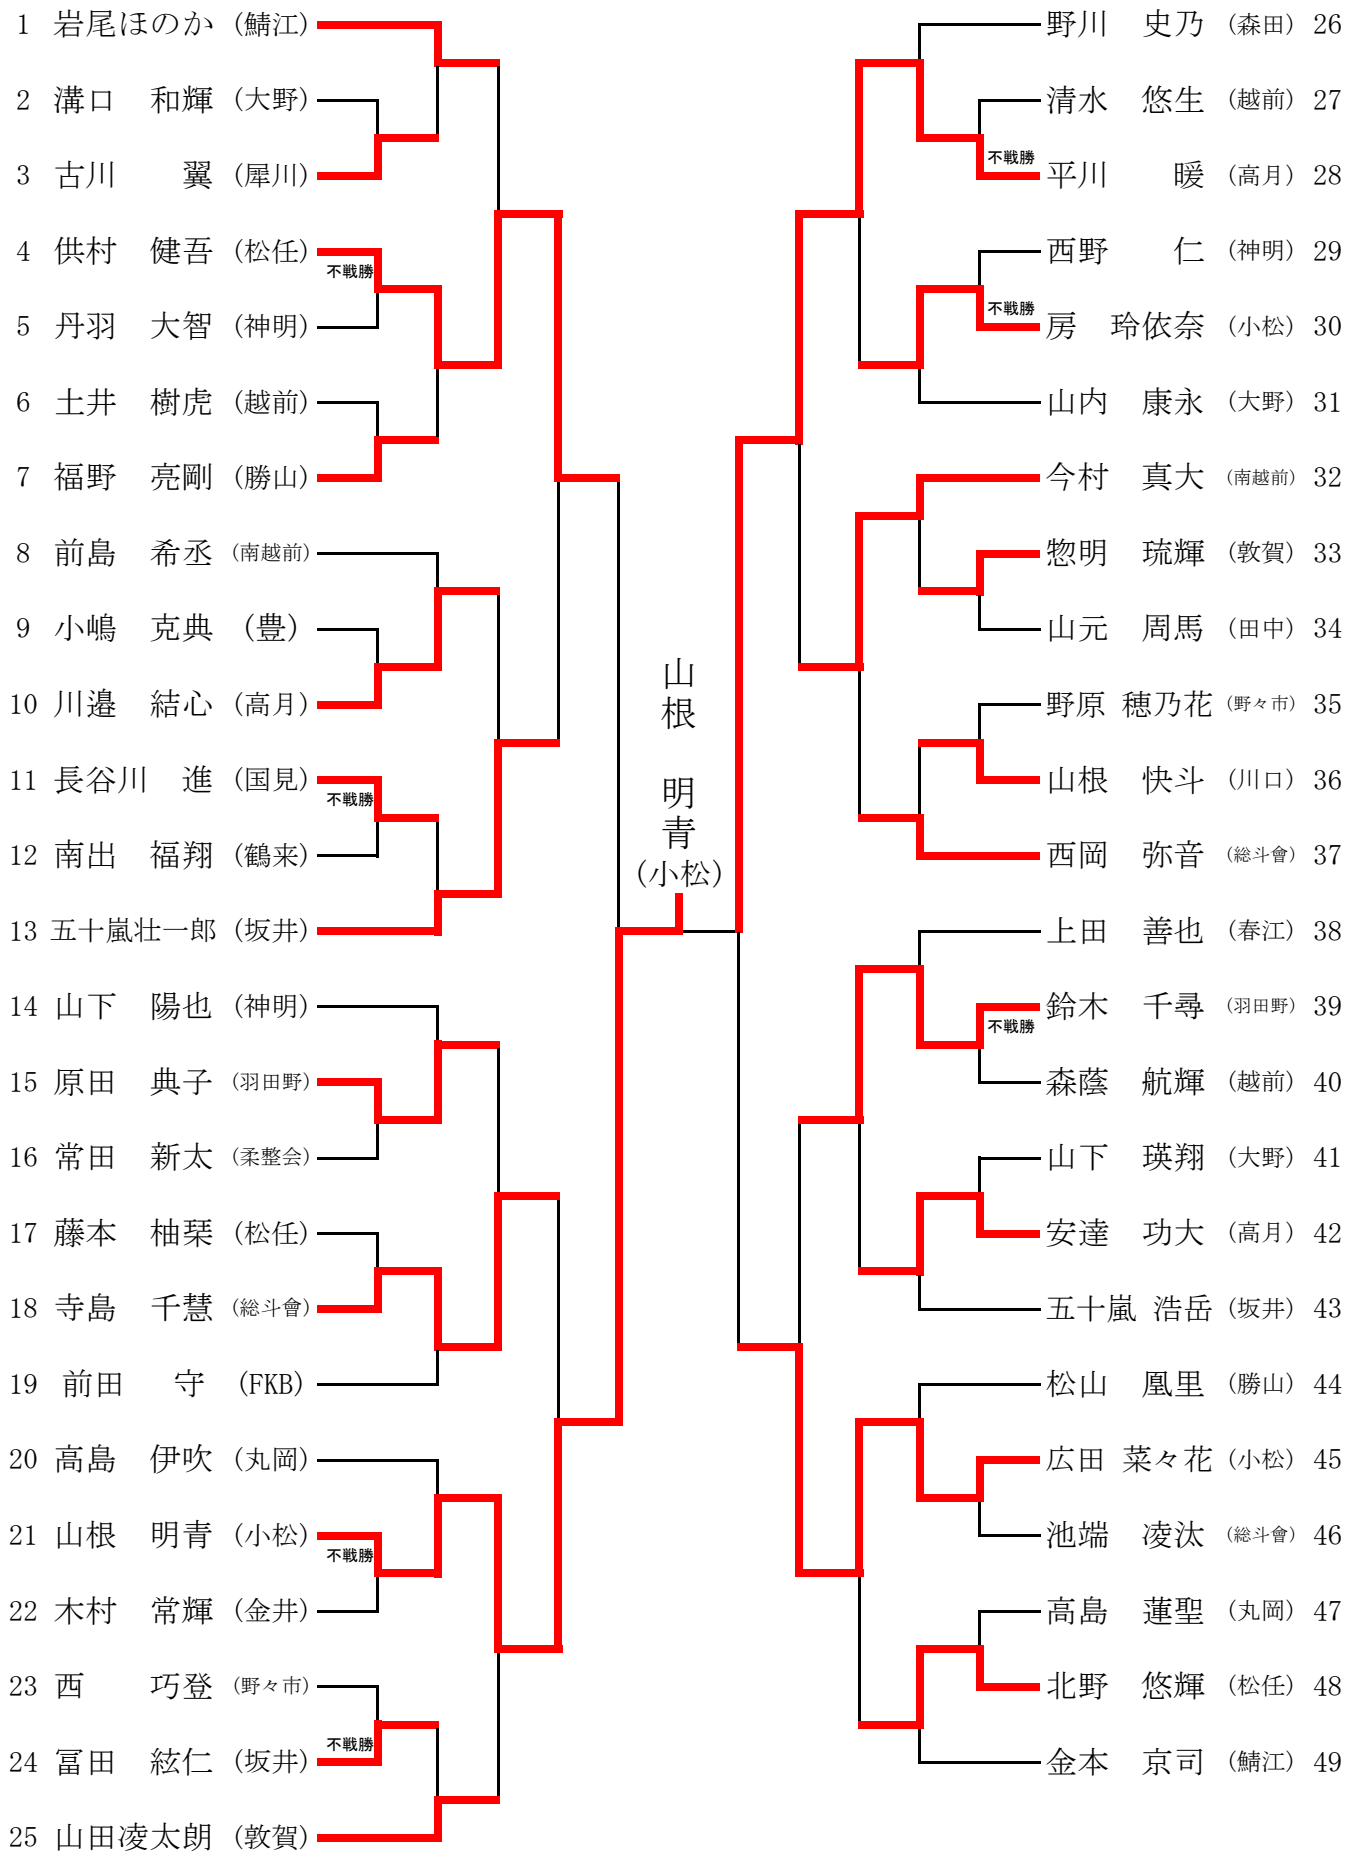 1 岩尾ほのか (鯖江)
2 溝口 和輝 (大野)
3 古川 翼 (犀川)
4 供村 健吾 (松任)
不戦勝
5 丹羽 大智 (神明)
6 土井 樹虎 (越前)
7 福野 亮剛 (勝山)
8 前島 希丞 (南越前)
9 小嶋 克典 (豊)
10 川邉 結心 (高月)
11 長谷川 進 (国見)
不戦勝
12 南出 福翔 (鶴来)
13 五十嵐壮一郎 (坂井)
14 山下 陽也 (神明)
15 原田 典子 (羽田野)
16 常田 新太 (柔整会)
17 藤本 柚琹 (松任)
18 寺島 千慧 (総斗會)
19 前田 守 (FKB)
20 高島 伊吹 (丸岡)
21 山根 明青 (小松)
不戦勝
22 木村 常輝 (金井)
23 西 巧登 (野々市)
不戦勝
24 冨田 絃仁 (坂井)
25 山田凌太朗 (敦賀)
山根 明青
(小松)
野川 史乃 (森田) 26
清水 悠生 (越前) 27
不戦勝
平川 暖 (高月) 28
西野 仁 (神明) 29
不戦勝
房 玲依奈 (小松) 30
山内 康永 (大野) 31
今村 真大 (南越前) 32
惣明 琉輝 (敦賀) 33
山元 周馬 (田中) 34
野原 穂乃花 (野々市) 35
山根 快斗 (川口) 36
西岡 弥音 (総斗會) 37
上田 善也 (春江) 38
鈴木 千尋 (羽田野) 39
不戦勝
森蔭 航輝 (越前) 40
山下 瑛翔 (大野) 41
安達 功大 (高月) 42
五十嵐 浩岳 (坂井) 43
松山 凰里 (勝山) 44
広田 菜々花 (小松) 45
池端 凌汰 (総斗會) 46
高島 蓮聖 (丸岡) 47
北野 悠輝 (松任) 48
金本 京司 (鯖江) 49